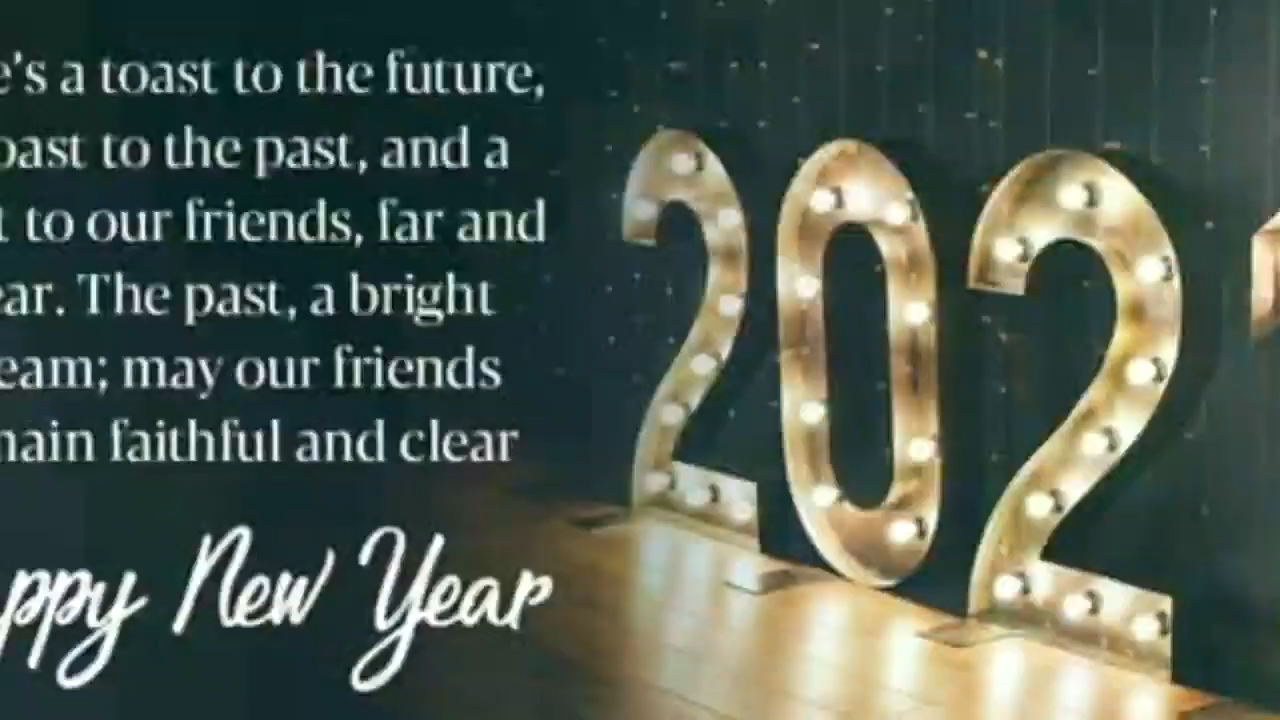 e's a toast to the future,
oast to the past, and a
t to our friends, far and
ear. The past, a bright
eam; may our friends
main faithful and clear
ppy New Year
202